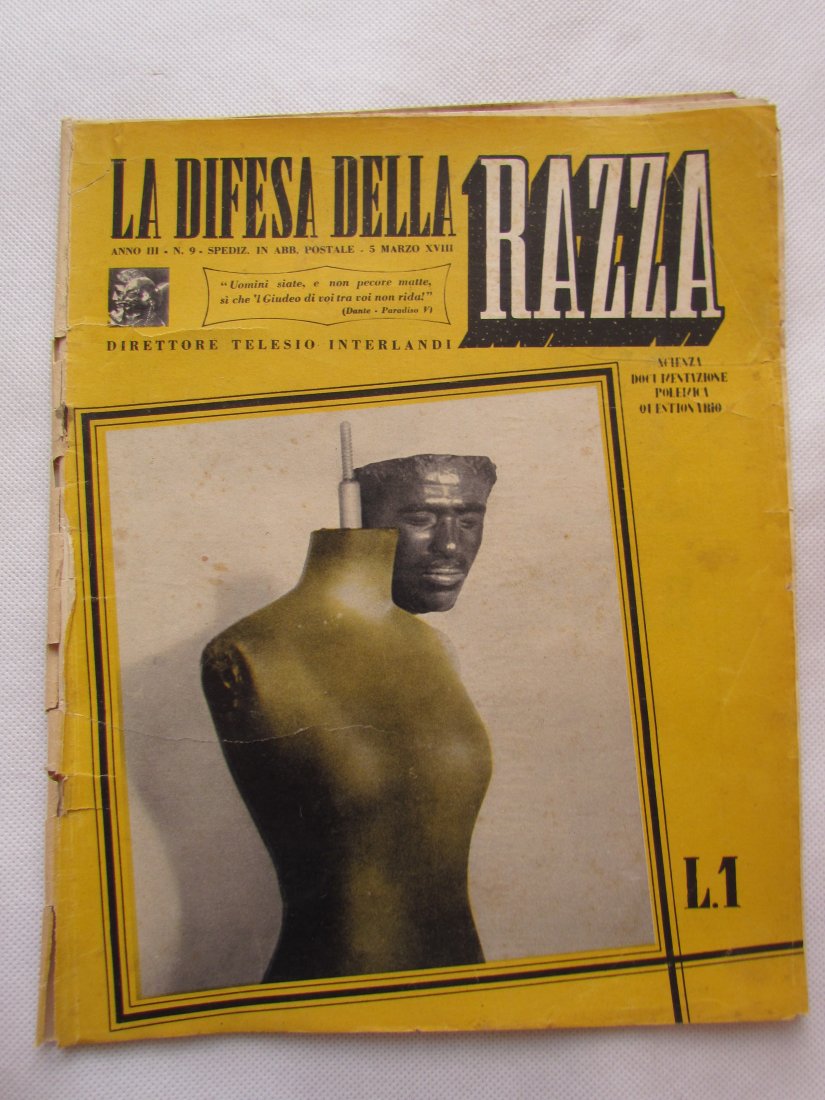 LA DIFESA DELLA RAZZA
ANNO III - N. 9 - SPEDIZ. IN ABB. POSTALE - 5 MARZO XVIII
"Uomini siate, e non pecore matte,
sì che 'l Giudeo di voi tra voi non rida!"
(Dante - Paradiso V)
DIRETTORE TELESIO INTERLANDI
SCIENZA
DOCUMENTAZIONE
POLEMICA
QUESTIONARIO
L.1